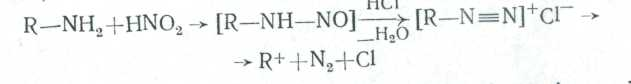 R—NH₂+HNO₂ → [R—NH—NO] HCl —H₂O → [R—N≡N]⁺Cl⁻ →
→ R⁺+N₂+Cl